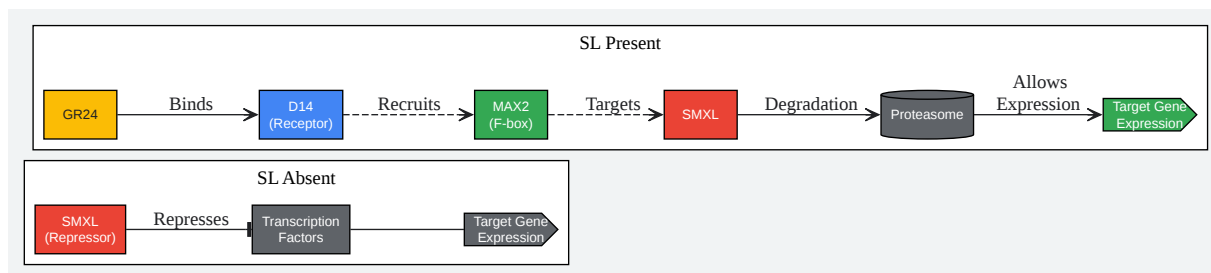 SL Present
GR24
Binds
D14
(Receptor)
Recruits
MAX2
(F-box)
Targets
SMXL
Degradation
Proteasome
Allows
Expression
Target Gene
Expression
SL Absent
SMXL
(Repressor)
Represses
Transcription
Factors
Target Gene
Expression